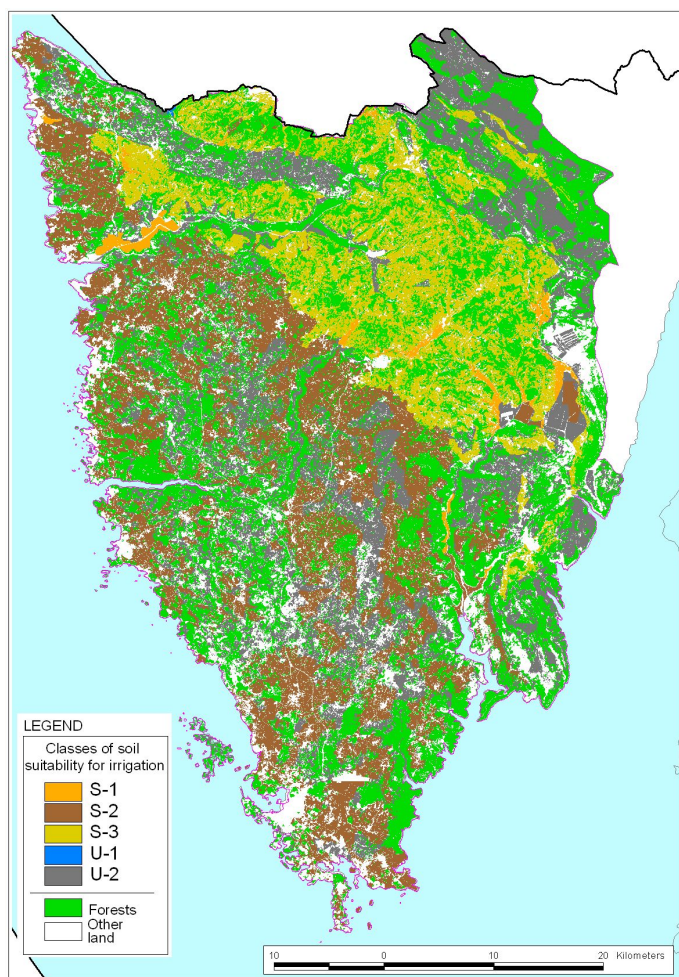 LEGEND
Classes of soil
suitability for irrigation
S-1
S-2
S-3
U-1
U-2
Forests
Other
land
10 0 10 20 Kilometers